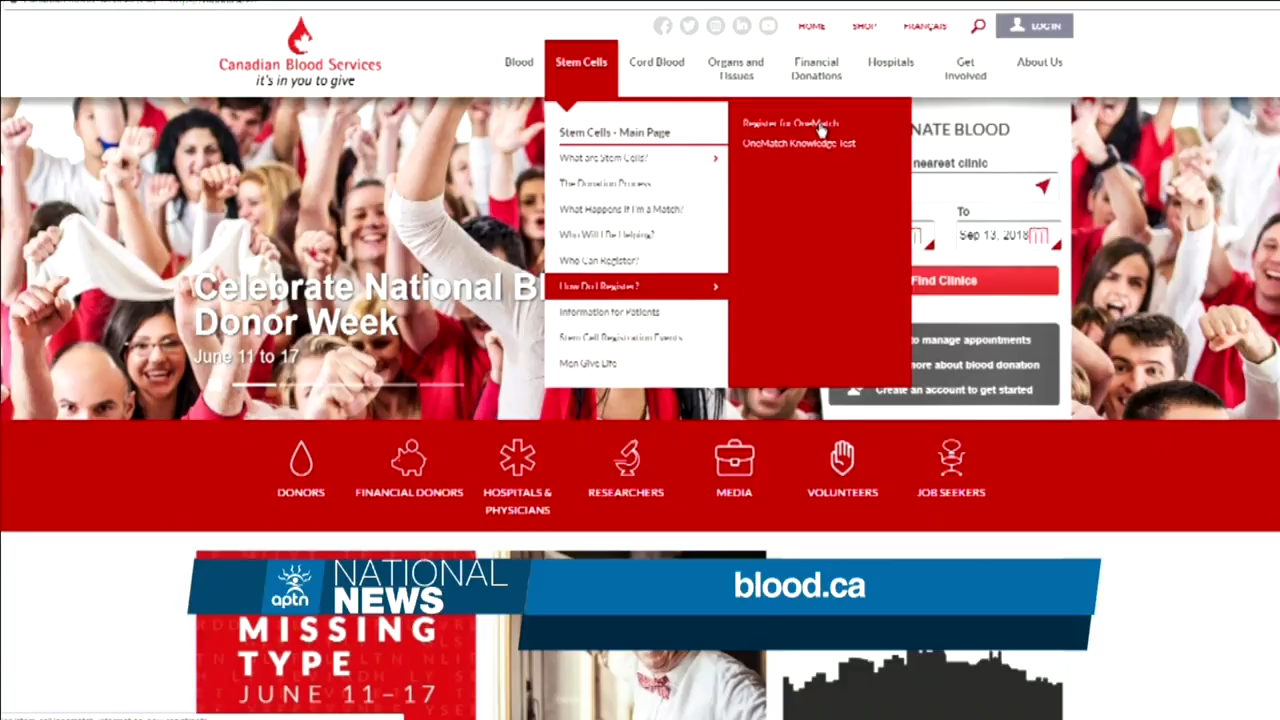 HOME SHOP FRANÇAIS LOG IN
Canadian Blood Services
it's in you to give
Blood
Stem Cells
Cord Blood
Organs and
Tissues
Financial
Donations
Hospitals
Get
Involved
About Us
Stem Cells - Main Page
What are Stem Cells?
The Donation Process
What Happens If I'm a Match?
Who Will I Be Helping?
Who Can Register?
How Do I Register?
Information for Patients
Stem Cell Registration Events
Men Give Life
Register for OneMatch
OneMatch Knowledge Test
NATE BLOOD
nearest clinic
To
Sep 13, 2018
Find Clinics
to manage appointments
more about blood donation
Create an account to get started
Celebrate National Bl
Donor Week
June 11 to 17
DONORS
FINANCIAL DONORS
HOSPITALS &
PHYSICIANS
RESEARCHERS
MEDIA
VOLUNTEERS
JOB SEEKERS
aptn
NATIONAL
NEWS
blood.ca
MISSING
TYPE
JUNE 11–17